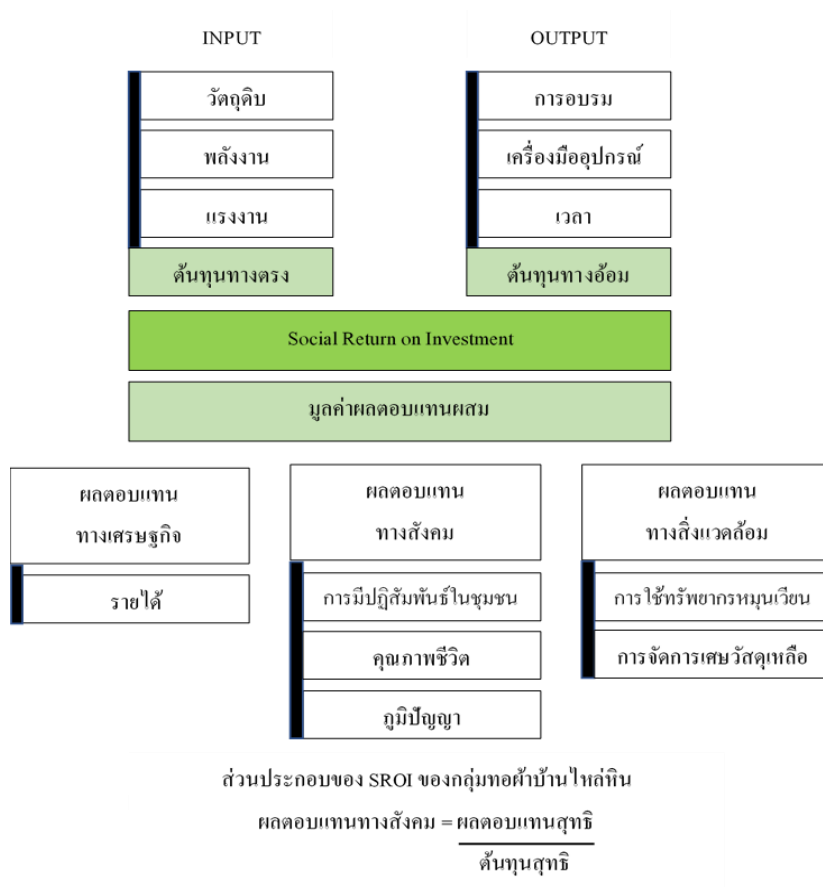 INPUT
OUTPUT
วัตถุดิบ
การอบรม
พลังงาน
เครื่องมืออุปกรณ์
แรงงาน
เวลา
ต้นทุนทางตรง
ต้นทุนทางอ้อม
Social Return on Investment
มูลค่าผลตอบแทนผสม
ผลตอบแทน
ทางเศรษฐกิจ
รายได้
ผลตอบแทน
ทางสังคม
การมีปฏิสัมพันธ์ในชุมชน
คุณภาพชีวิต
ภูมิปัญญา
ผลตอบแทน
ทางสิ่งแวดล้อม
การใช้ทรัพยากรหมุนเวียน
การจัดการเศษวัสดุเหลือ
ส่วนประกอบของ SROI ของกลุ่มทอผ้าบ้านไหล่หิน
ผลตอบแทนทางสังคม = ผลตอบแทนสุทธิ
ต้นทุนสุทธิ